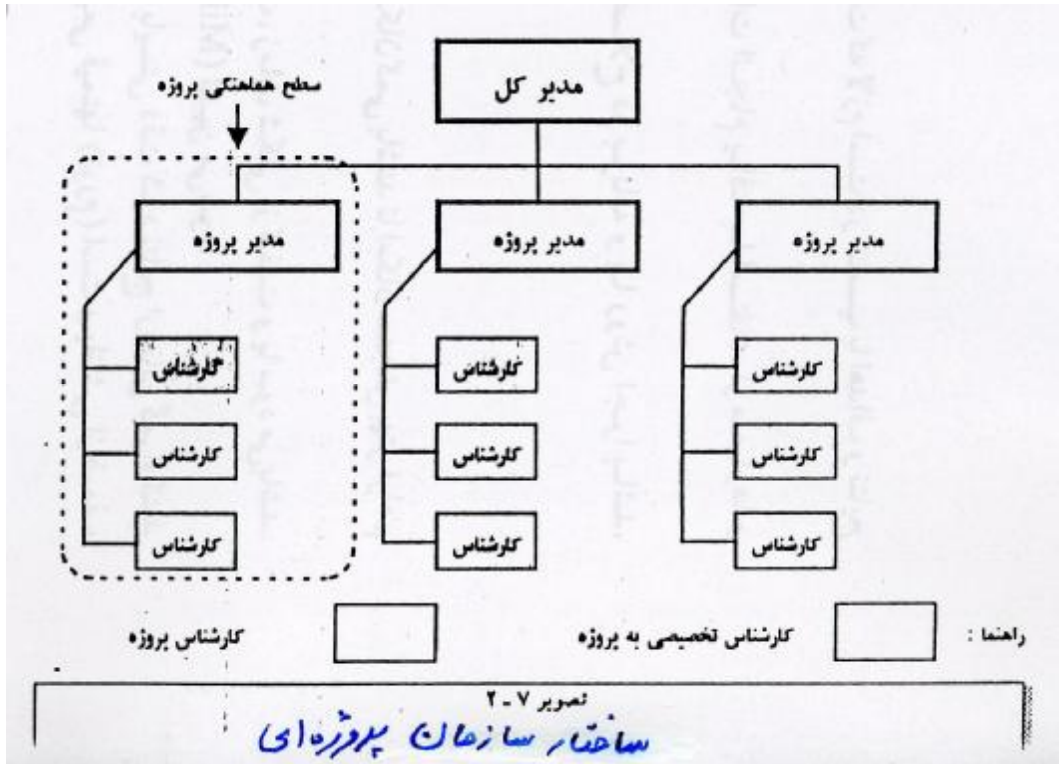 مدیر کل
سطح هماهنگی پروژه
مدیر پروژه
مدیر پروژه
مدیر پروژه
کارشناس
کارشناس
کارشناس
کارشناس
کارشناس
کارشناس
کارشناس
کارشناس
کارشناس
راهنما :
کارشناس تخصیصی به پروژه
کارشناس پروژه
تصویر ۷ - ۲
ساختار سازمان پروژه‌ای